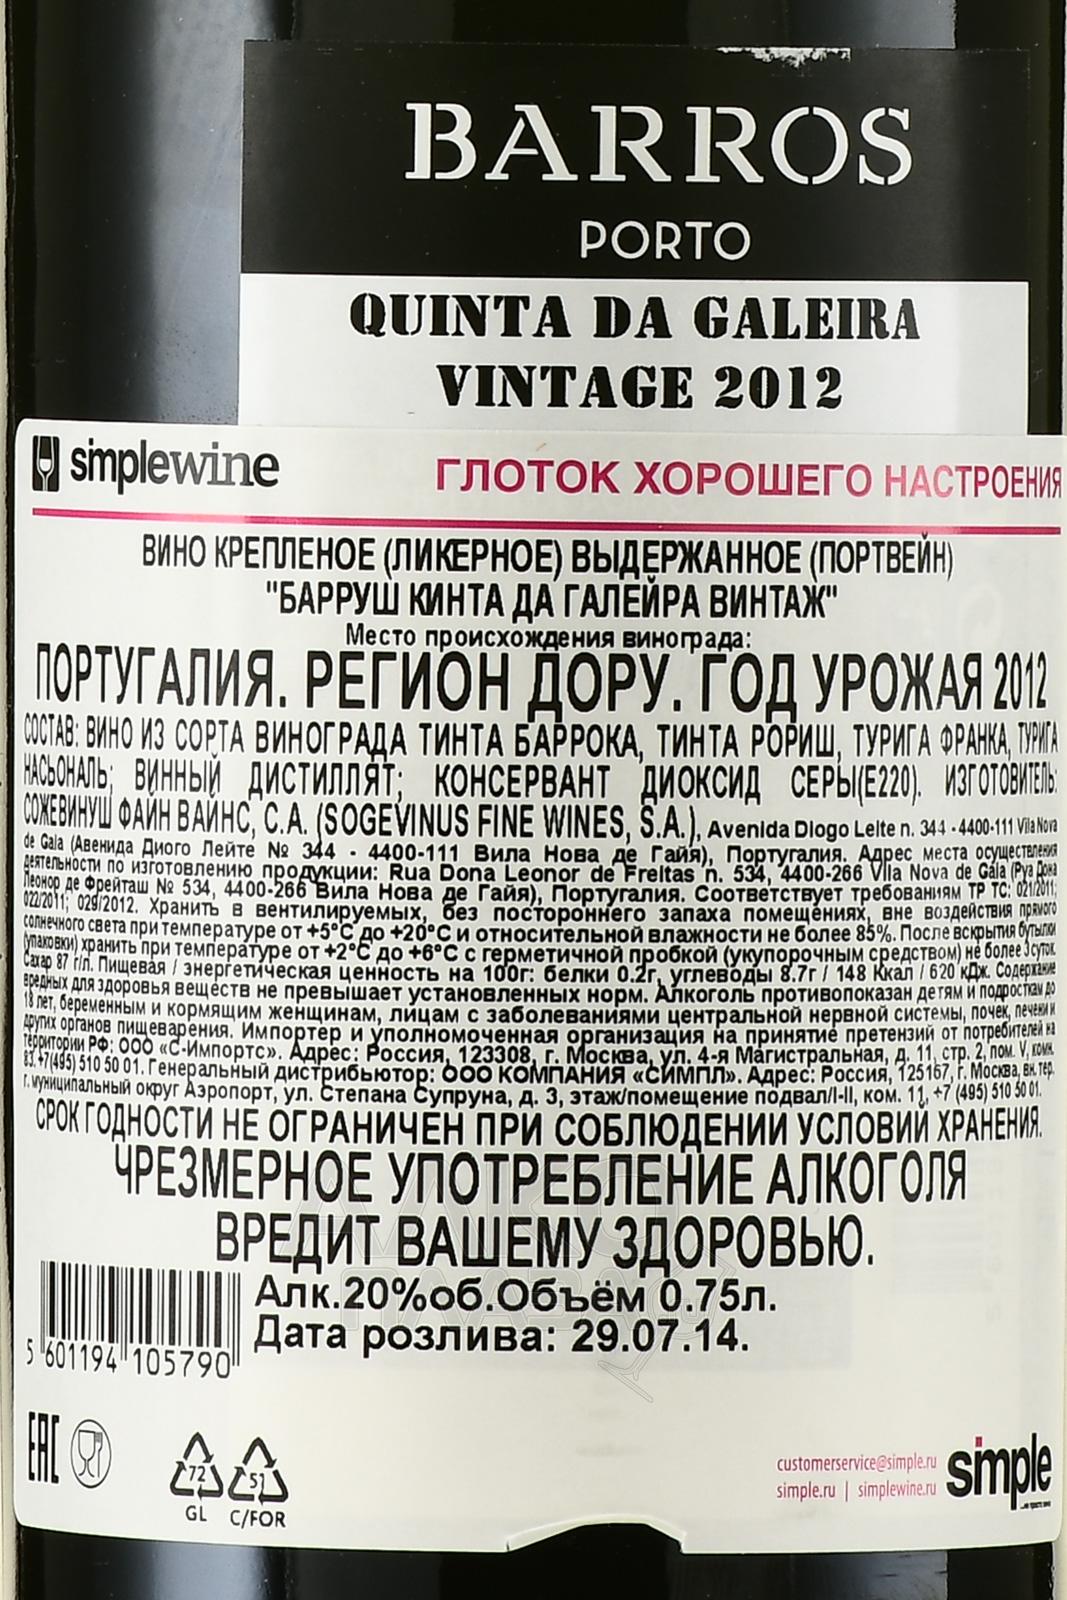 BARROS
PORTO
QUINTA DA GALEIRA
VINTAGE 2012
simplewine
ГЛОТОК ХОРОШЕГО НАСТРОЕНИЯ
ВИНО КРЕПЛЕНОЕ (ЛИКЕРНОЕ) ВЫДЕРЖАННОЕ (ПОРТВЕЙН)
"БАРРУШ КИНТА ДА ГАЛЕЙРА ВИНТАЖ"
Место происхождения винограда:
ПОРТУГАЛИЯ. РЕГИОН ДОРУ. ГОД УРОЖАЯ 2012
СОСТАВ: ВИНО ИЗ СОРТА ВИНОГРАДА ТИНТА БАРРОКА, ТИНТА РОРИШ, ТУРИГА ФРАНКА, ТУРИГА
НАСЬОНАЛЬ; ВИННЫЙ ДИСТИЛЛЯТ; КОНСЕРВАНТ ДИОКСИД СЕРЫ(Е220). ИЗГОТОВИТЕЛЬ:
СОЖЕВИНУШ ФАЙН ВАЙНС, С.А. (SOGEVINUS FINE WINES, S.A.), Avenida Diogo Leite n. 344 - 4400-111 Vila Nova
de Gaia (Авенида Диого Лейте № 344 - 4400-111 Вила Нова де Гайя), Португалия. Адрес места осуществления
деятельности по изготовлению продукции: Rua Dona Leonor de Freitas n. 534, 4400-266 Vila Nova de Gaia (Руа Дона
Леонор де Фрейташ № 534, 4400-266 Вила Нова де Гайя), Португалия. Соответствует требованиям ТР ТС: 021/2011;
022/2011; 029/2012. Хранить в вентилируемых, без постороннего запаха помещениях, вне воздействия прямого
солнечного света при температуре от +5°С до +20°С и относительной влажности не более 85%. После вскрытия бутылки
(упаковки) хранить при температуре от +2°С до +6°С с герметичной пробкой (укупорочным средством) не более 3 суток.
Сахар 87 г/л. Пищевая / энергетическая ценность на 100г: белки 0.2г, углеводы 8.7г / 148 Ккал / 620 кДж. Содержание
вредных для здоровья веществ не превышает установленных норм. Алкоголь противопоказан детям и подросткам до
18 лет, беременным и кормящим женщинам, лицам с заболеваниями центральной нервной системы, почек, печени и
других органов пищеварения. Импортер и уполномоченная организация на принятие претензий от потребителей на
территории РФ: ООО «С-Импортс». Адрес: Россия, 123308, г. Москва, ул. 4-я Магистральная, д. 11, стр. 2, пом. V, комн.
83. +7(495) 510 50 01. Генеральный дистрибьютор: ООО КОМПАНИЯ «СИМПЛ». Адрес: Россия, 125167, г. Москва, вн.тер.
г. муниципальный округ Аэропорт, ул. Степана Супруна, д. 3, этаж/помещение подвал/I-II, ком. 11, +7 (495) 510 50 01.
СРОК ГОДНОСТИ НЕ ОГРАНИЧЕН ПРИ СОБЛЮДЕНИИ УСЛОВИЙ ХРАНЕНИЯ.
ЧРЕЗМЕРНОЕ УПОТРЕБЛЕНИЕ АЛКОГОЛЯ
ВРЕДИТ ВАШЕМУ ЗДОРОВЬЮ.
Алк.20%об.Объём 0.75л.
Дата розлива: 29.07.14.
5 601194 105790
EAC
72
GL
51
C/FOR
customerservice@simple.ru
simple.ru | simplewine.ru
simple